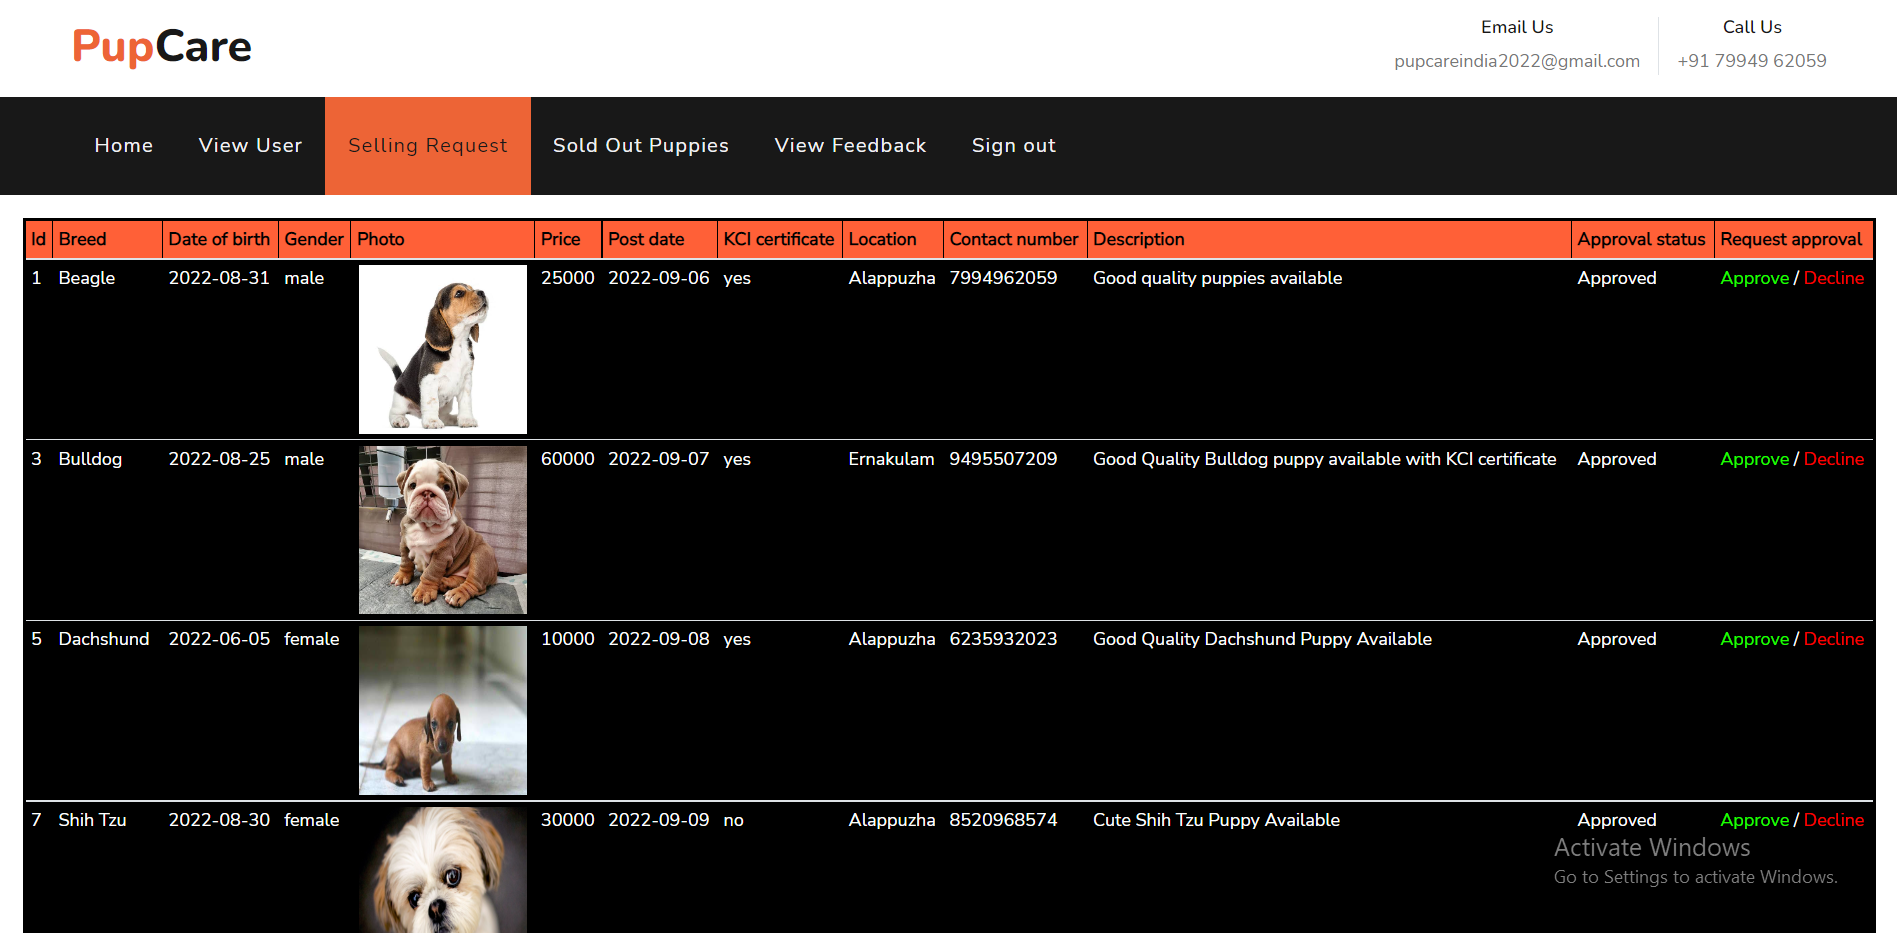 PupCare
Email Us
pupcareindia2022@gmail.com
Call Us
+91 79949 62059
Home View User Selling Request Sold Out Puppies View Feedback Sign out
Id Breed Date of birth Gender Photo Price Post date KCI certificate Location Contact number Description Approval status Request approval
1 Beagle 2022-08-31 male 25000 2022-09-06 yes Alappuzha 7994962059 Good quality puppies available Approved Approve / Decline
3 Bulldog 2022-08-25 male 60000 2022-09-07 yes Ernakulam 9495507209 Good Quality Bulldog puppy available with KCI certificate Approved Approve / Decline
5 Dachshund 2022-06-05 female 10000 2022-09-08 yes Alappuzha 6235932023 Good Quality Dachshund Puppy Available Approved Approve / Decline
7 Shih Tzu 2022-08-30 female 30000 2022-09-09 no Alappuzha 8520968574 Cute Shih Tzu Puppy Available Approved Approve / Decline
Activate Windows
Go to Settings to activate Windows.